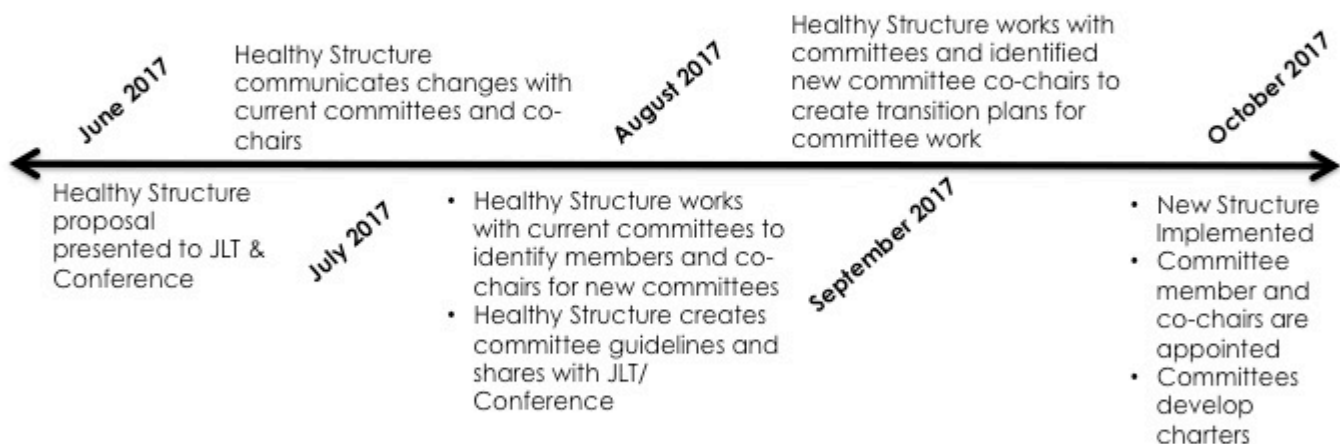 June 2017
Healthy Structure proposal
presented to JLT &
Conference
July 2017
Healthy Structure
communicates changes with
current committees and co-
chairs
August 2017
• Healthy Structure works
with current committees to
identify members and co-
chairs for new committees
• Healthy Structure creates
committee guidelines and
shares with JLT/
Conference
September 2017
Healthy Structure works with
committees and identified
new committee co-chairs to
create transition plans for
committee work
October 2017
• New Structure
Implemented
• Committee
member and
co-chairs are
appointed
• Committees
develop
charters